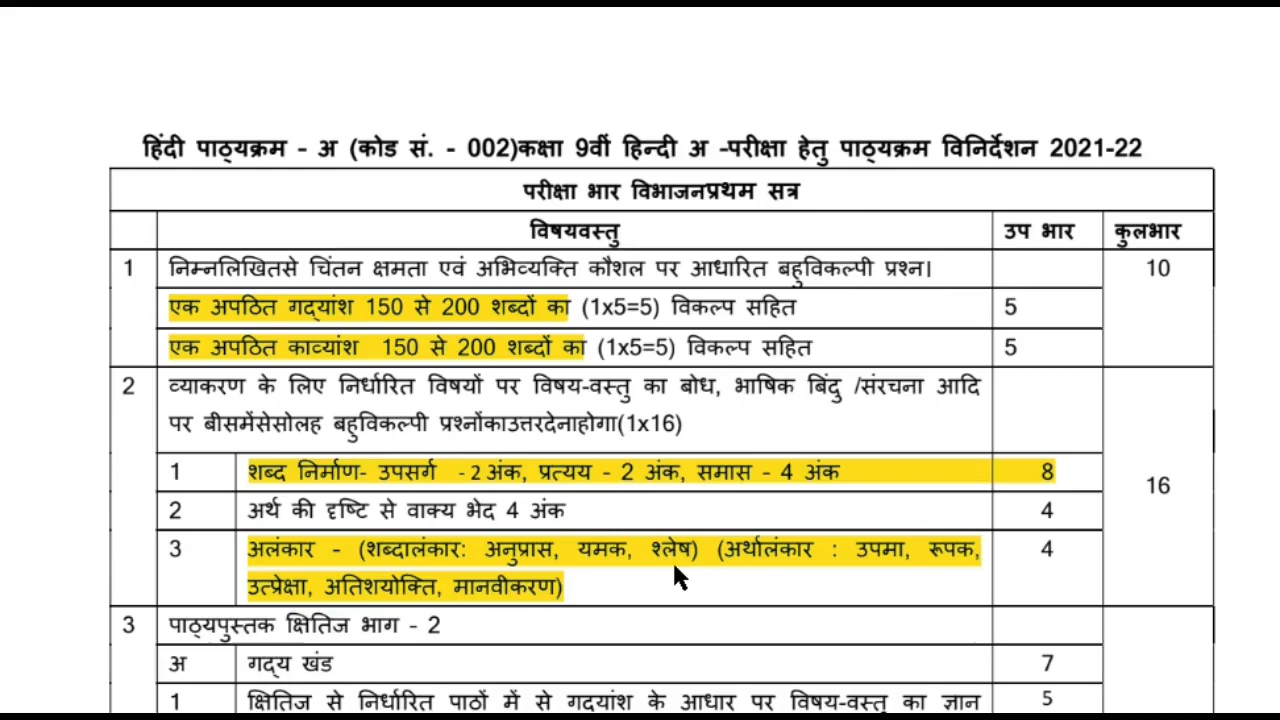 हिंदी पाठ्यक्रम - अ (कोड सं. - 002)कक्षा 9वीं हिन्दी अ -परीक्षा हेतु पाठ्यक्रम विनिर्देशन 2021-22
परीक्षा भार विभाजनप्रथम सत्र
विषयवस्तु उप भार कुलभार
1 निम्नलिखितसे चिंतन क्षमता एवं अभिव्यक्ति कौशल पर आधारित बहुविकल्पी प्रश्न। 10
एक अपठित गद्यांश 150 से 200 शब्दों का (1x5=5) विकल्प सहित 5
एक अपठित काव्यांश 150 से 200 शब्दों का (1x5=5) विकल्प सहित 5
2 व्याकरण के लिए निर्धारित विषयों पर विषय-वस्तु का बोध, भाषिक बिंदु /संरचना आदि
पर बीसमेंसेसोलह बहुविकल्पी प्रश्नोंकाउत्तरदेनाहोगा(1x16)
1 शब्द निर्माण- उपसर्ग - 2 अंक, प्रत्यय - 2 अंक, समास - 4 अंक 8
16
2 अर्थ की दृष्टि से वाक्य भेद 4 अंक 4
3 अलंकार - (शब्दालंकार: अनुप्रास, यमक, श्लेष) (अर्थालंकार : उपमा, रूपक, 4
उत्प्रेक्षा, अतिशयोक्ति, मानवीकरण)
3 पाठ्यपुस्तक क्षितिज भाग - 2
अ गद्य खंड 7
1 क्षितिज से निर्धारित पाठों में से गद्यांश के आधार पर विषय-वस्तु का ज्ञान 5